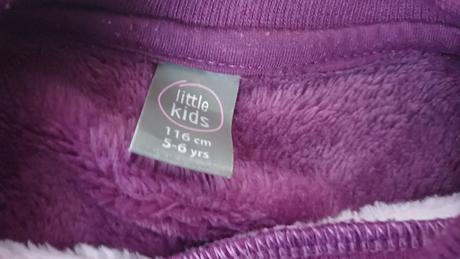 little
kids
116 cm
5-6 yrs